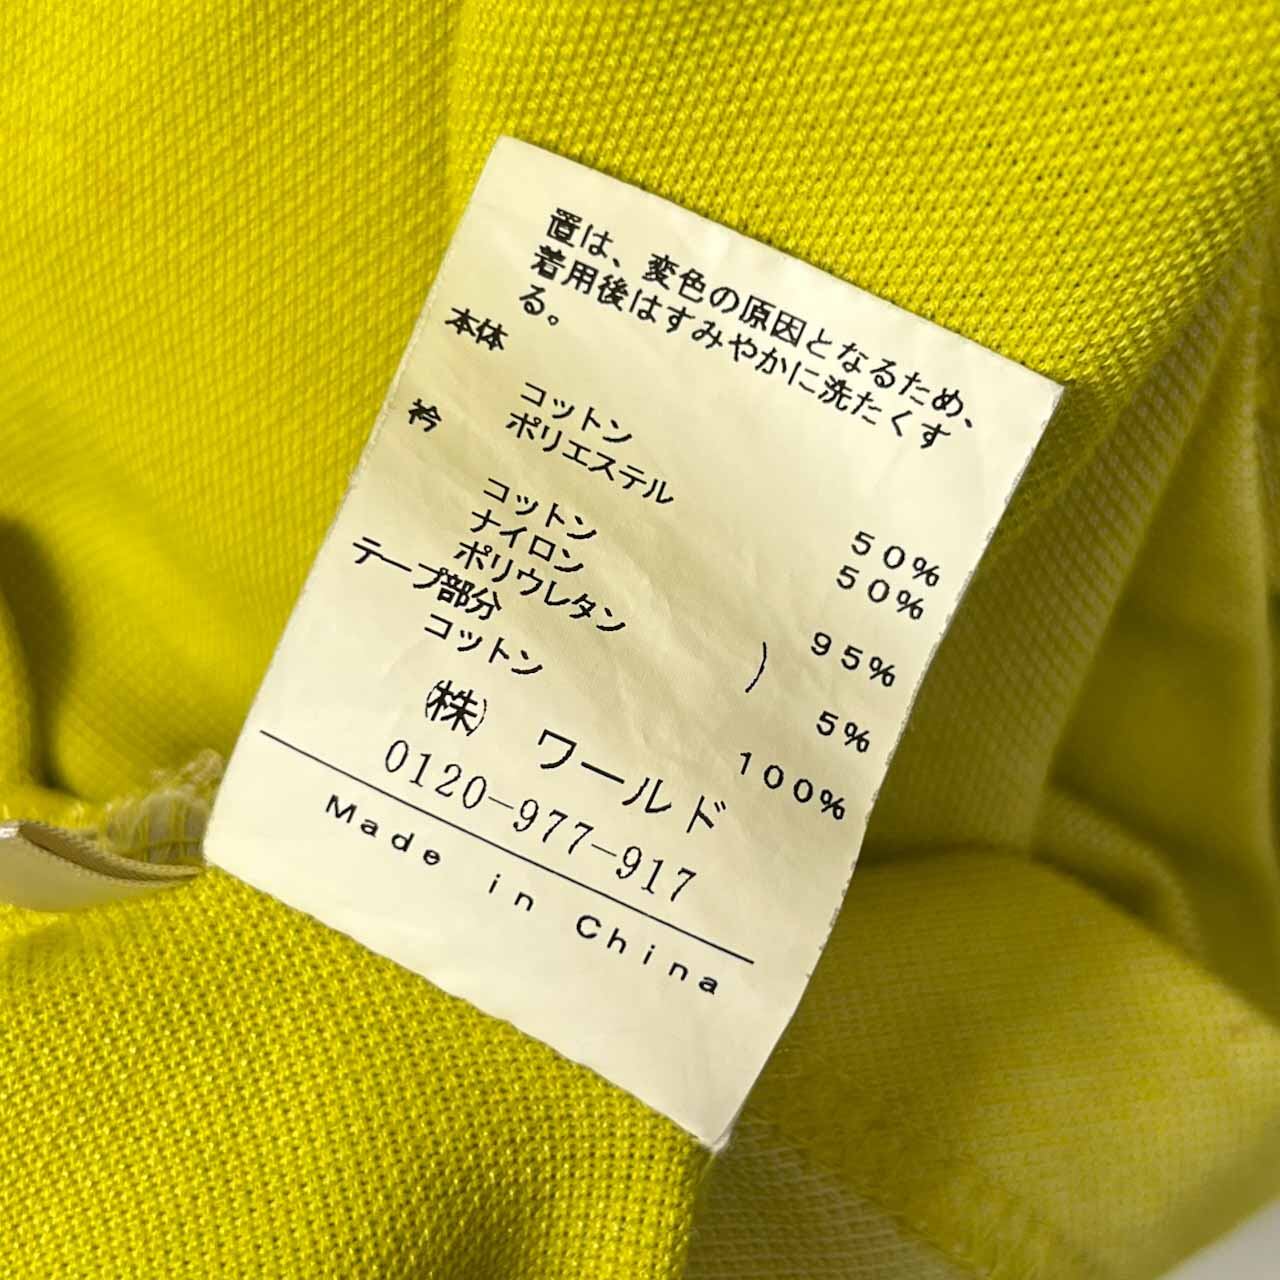 置は、変色の原因となるため、
着用後はすみやかに洗たくす
る。
本体
コットン 50%
ポリエステル 50%
衿
コットン
ナイロン ) 95%
ポリウレタン 5%
テープ部分
コットン 100%
㈱ ワールド
0120-977-917
Made in China